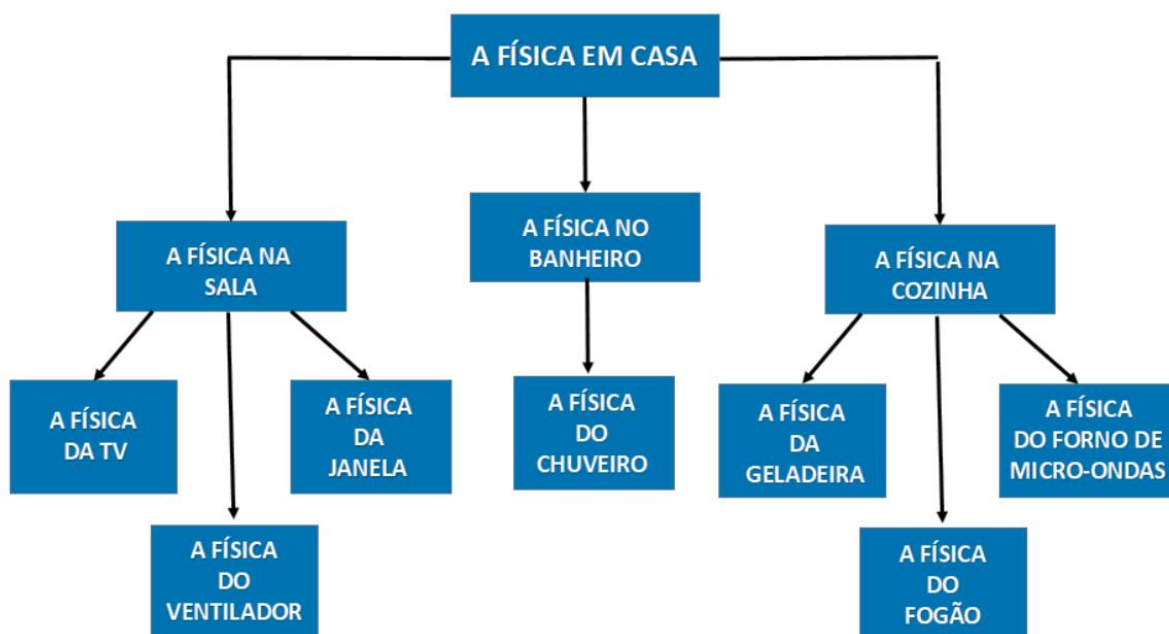 A FÍSICA EM CASA
A FÍSICA NA
SALA
A FÍSICA NO
BANHEIRO
A FÍSICA NA
COZINHA
A FÍSICA
DA TV
A FÍSICA
DO
VENTILADOR
A FÍSICA
DA
JANELA
A FÍSICA
DO
CHUVEIRO
A FÍSICA
DA
GELADEIRA
A FÍSICA
DO
FOGÃO
A FÍSICA
DO FORNO DE
MICRO-ONDAS